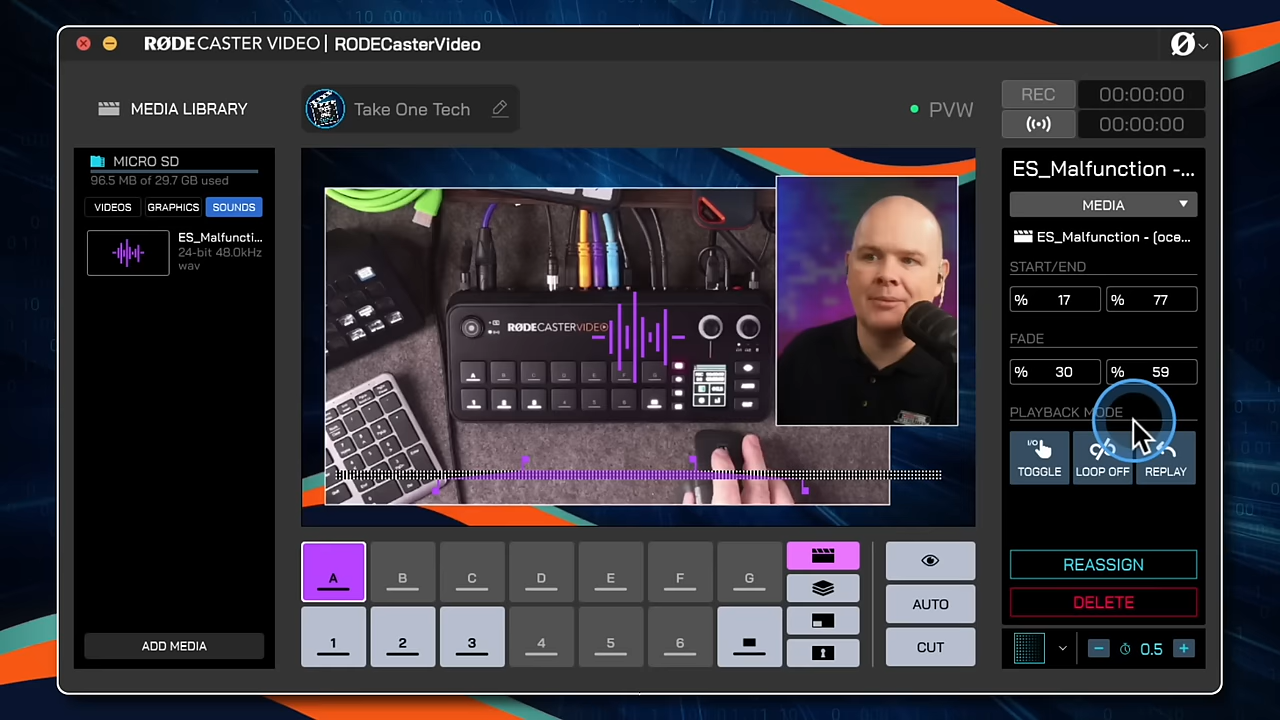 RØDE CASTER VIDEO | RODECasterVideo
MEDIA LIBRARY
Take One Tech
PVW
REC 00:00:00
00:00:00
MICRO SD
96.5 MB of 29.7 GB used
VIDEOS GRAPHICS SOUNDS
ES_Malfuncti...
24-bit 48.0kHz
wav
ADD MEDIA
RØDECASTERVIDEO
A B C D E F G
1 2 3 4 5 6
AUTO
CUT
ES_Malfunction -...
MEDIA
ES_Malfunction - (oce...
START/END
% 17 % 77
FADE
% 30 % 59
PLAYBACK MODE
TOGGLE LOOP OFF REPLAY
REASSIGN
DELETE
0.5